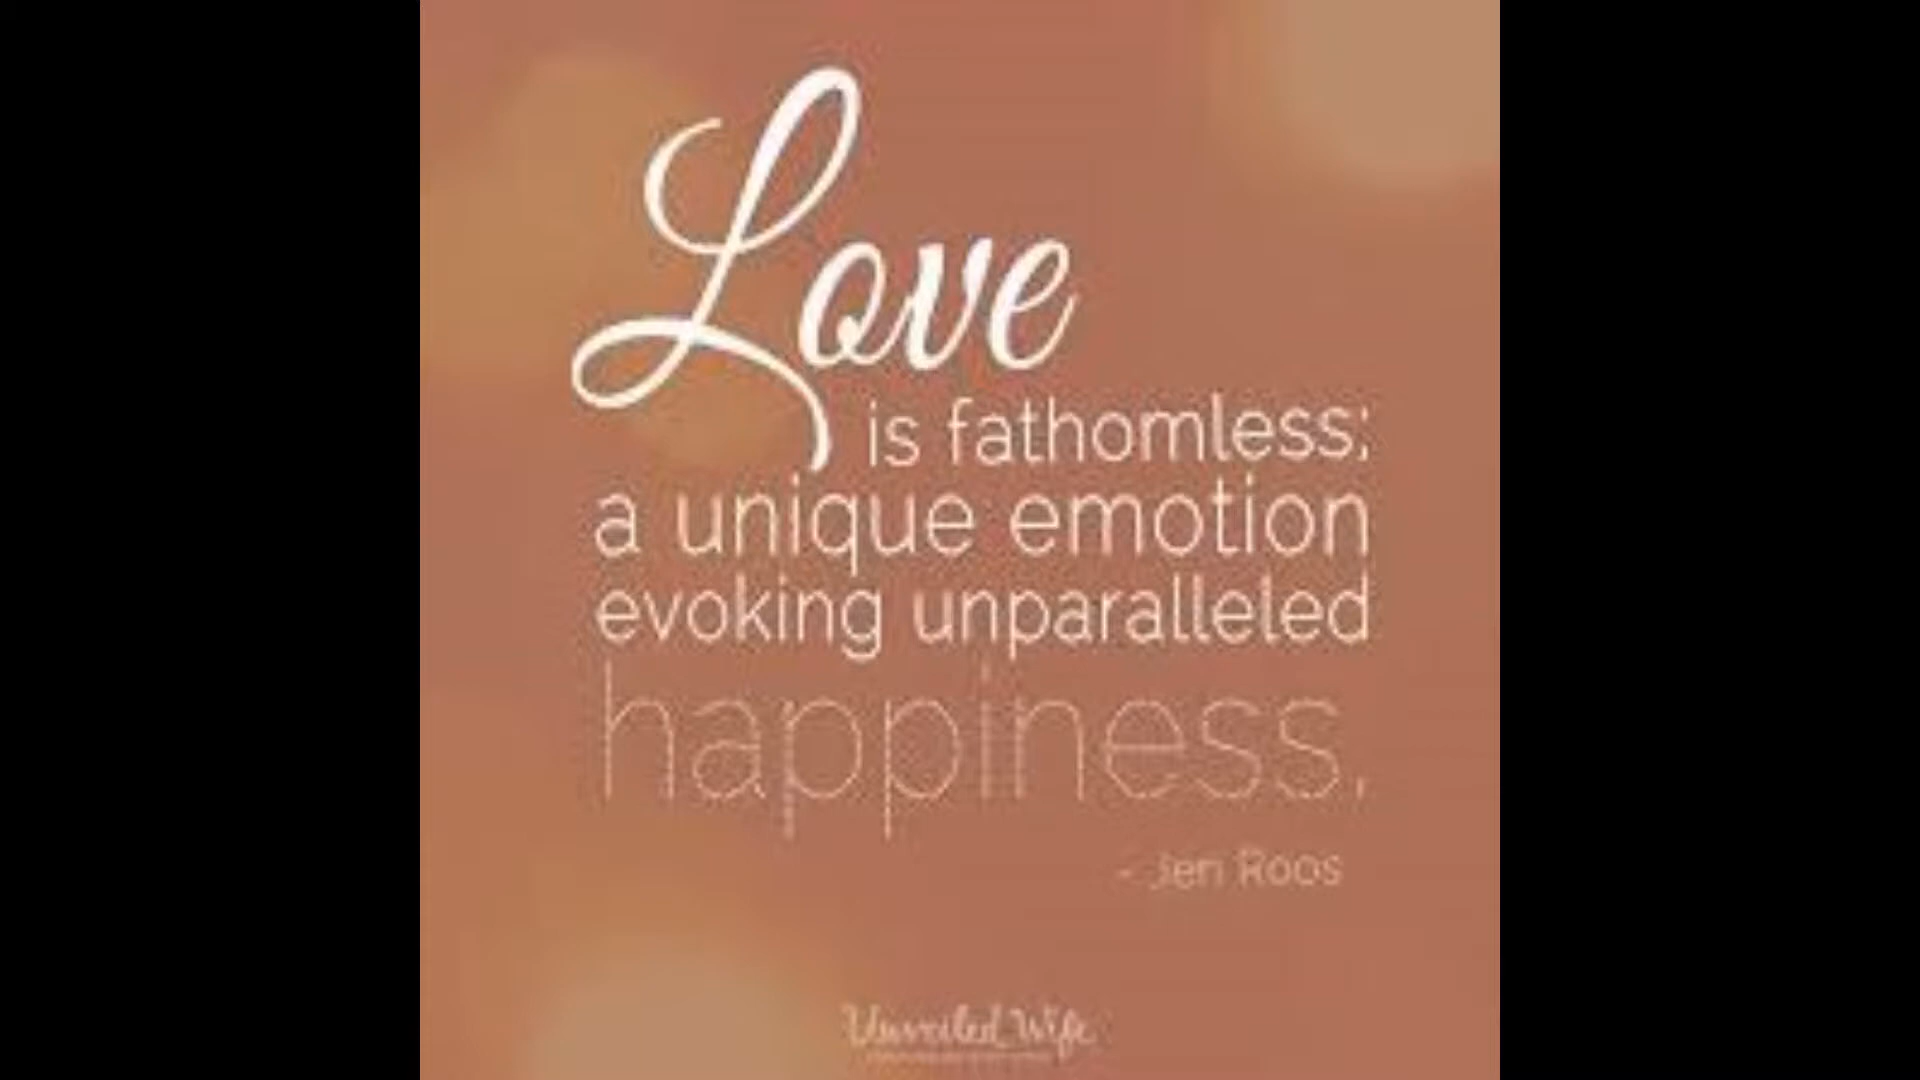 Love
is fathomless;
a unique emotion
evoking unparalleled
happiness.
- Jen Roos
Unveiled Wife